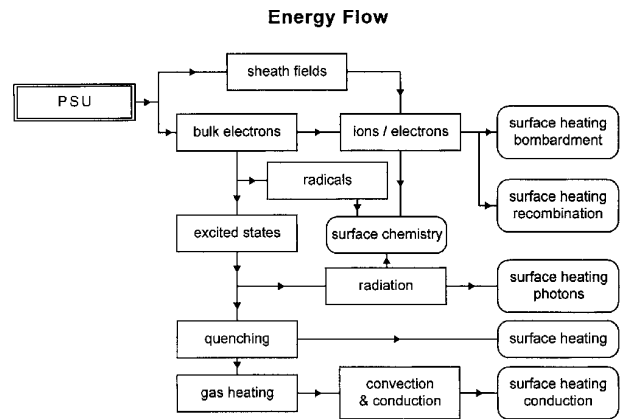 Energy Flow
sheath fields
PSU
bulk electrons
ions / electrons
surface heating
bombardment
radicals
surface heating
recombination
excited states
surface chemistry
radiation
surface heating
photons
quenching
surface heating
gas heating
convection
& conduction
surface heating
conduction